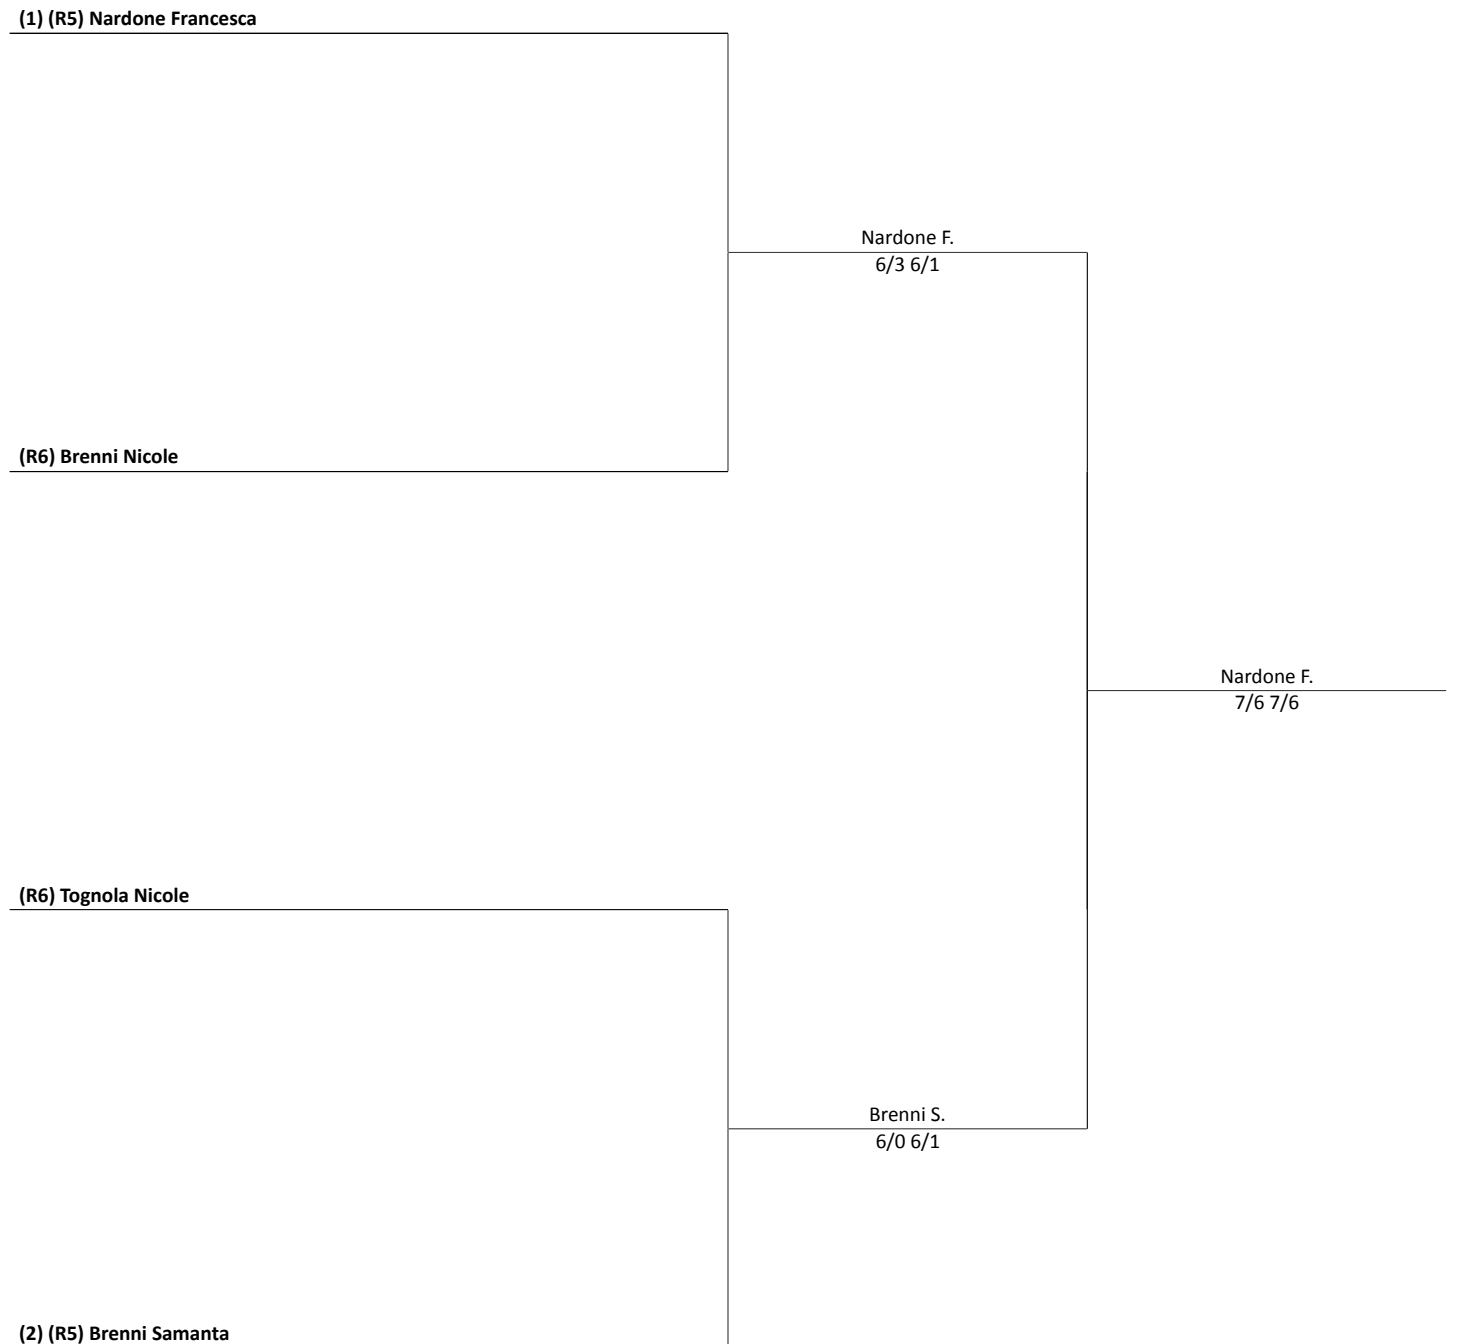 (1) (R5) Nardone Francesca
Nardone F.
6/3 6/1
(R6) Brenni Nicole
Nardone F.
7/6 7/6
(R6) Tognola Nicole
Brenni S.
6/0 6/1
(2) (R5) Brenni Samanta